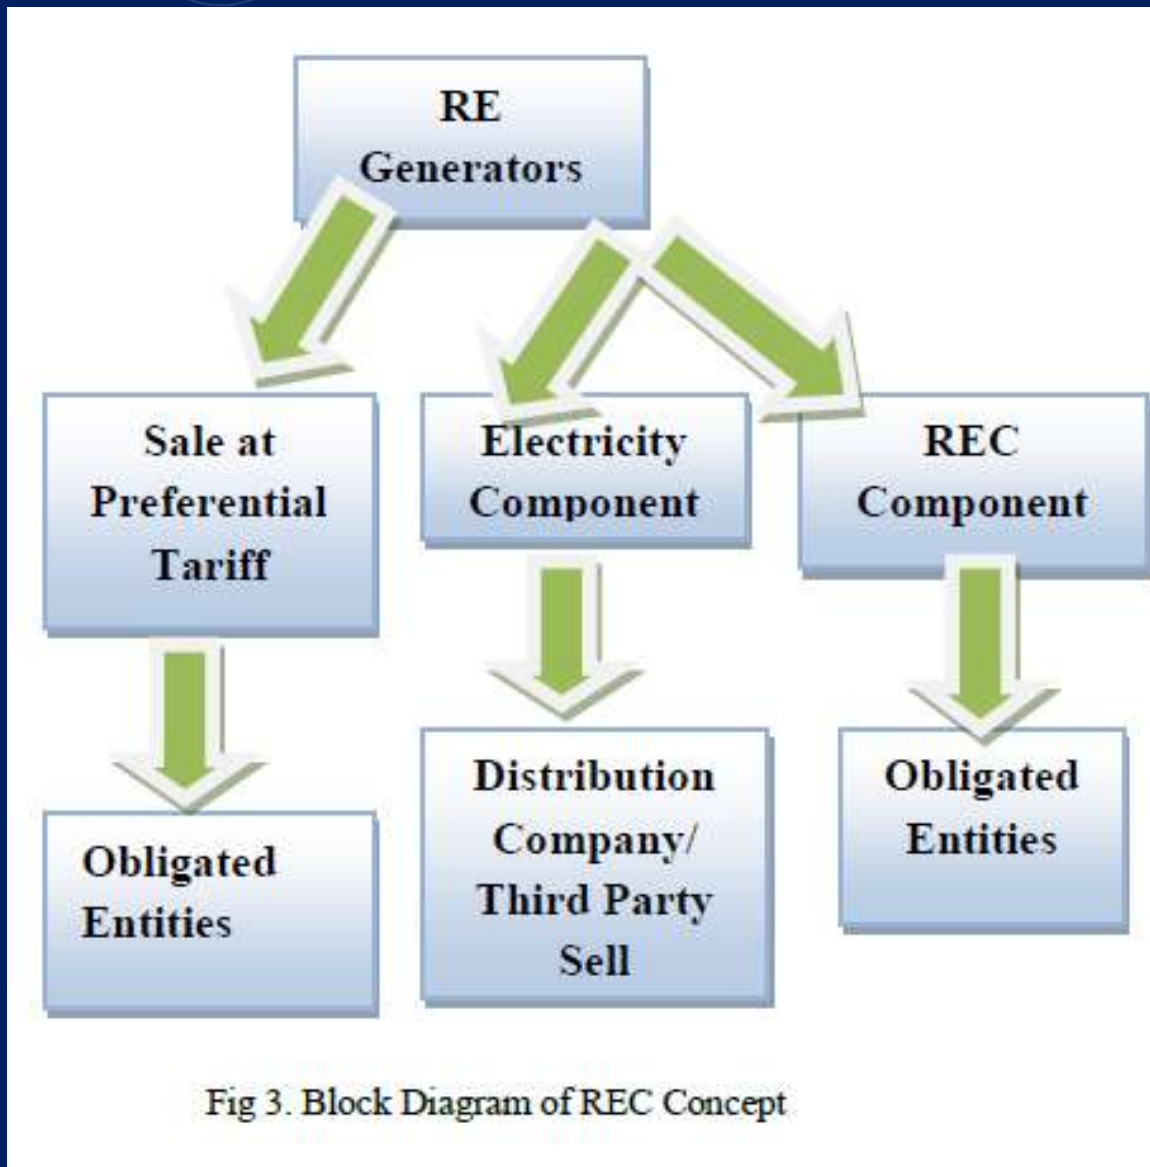 RE
Generators
Sale at
Preferential
Tariff
Electricity
Component
REC
Component
Obligated
Entities
Distribution
Company/
Third Party
Sell
Obligated
Entities
Fig 3. Block Diagram of REC Concept